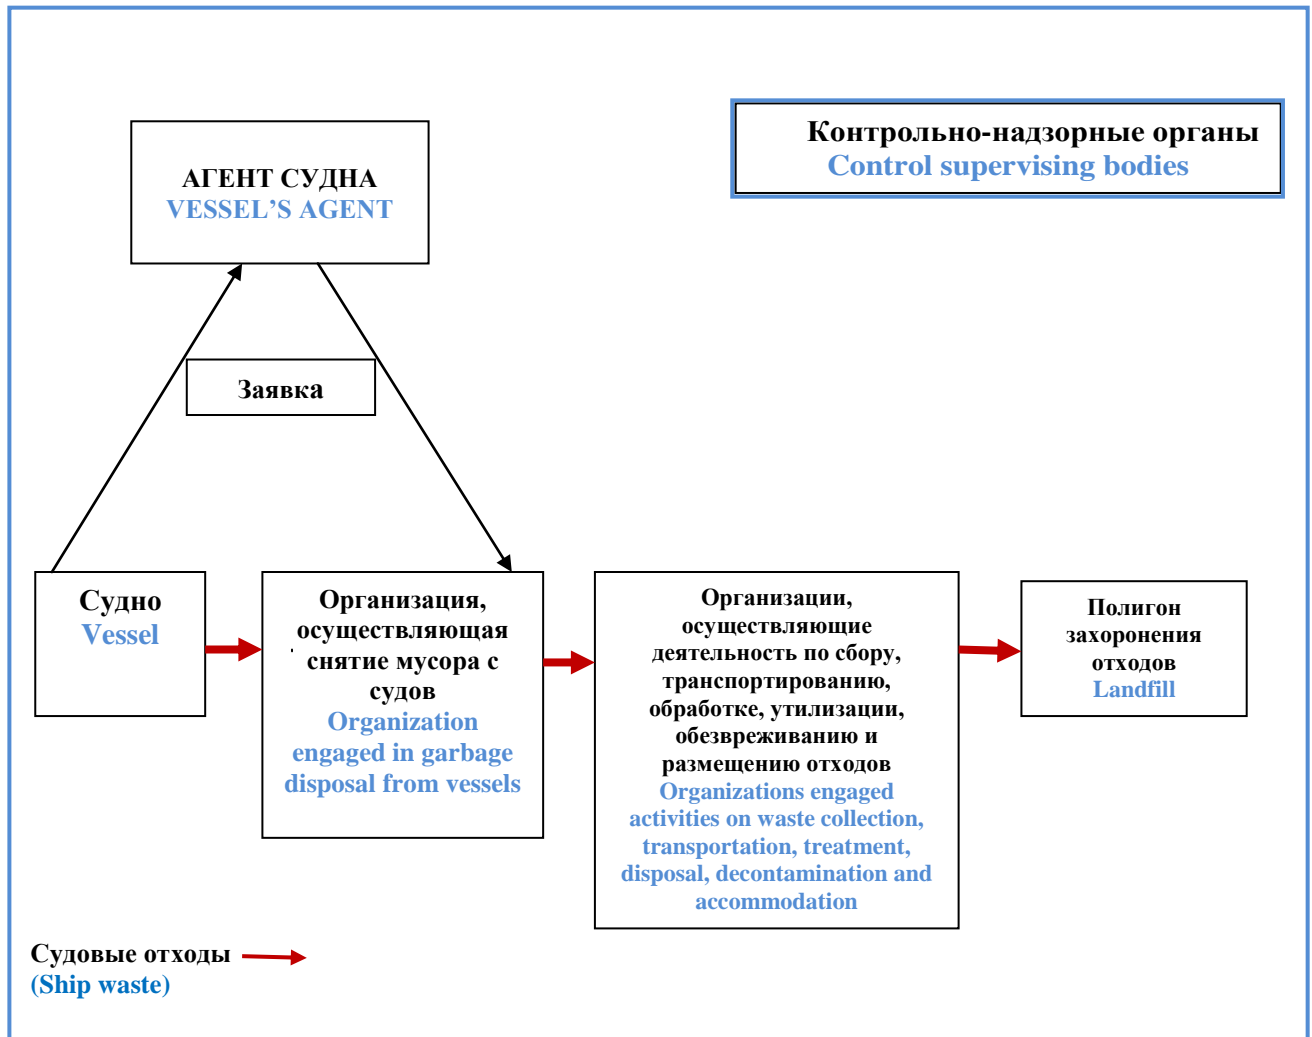 Контрольно-надзорные органы
Control supervising bodies
АГЕНТ СУДНА
VESSEL’S AGENT
Заявка
Судно
Vessel
Организация,
осуществляющая
снятие мусора с
судов
Organization
engaged in garbage
disposal from vessels
Организации,
осуществляющие
деятельность по сбору,
транспортированию,
обработке, утилизации,
обезвреживанию и
размещению отходов
Organizations engaged
activities on waste collection,
transportation, treatment,
disposal, decontamination and
accommodation
Полигон
захоронения
отходов
Landfill
Судовые отходы
(Ship waste)